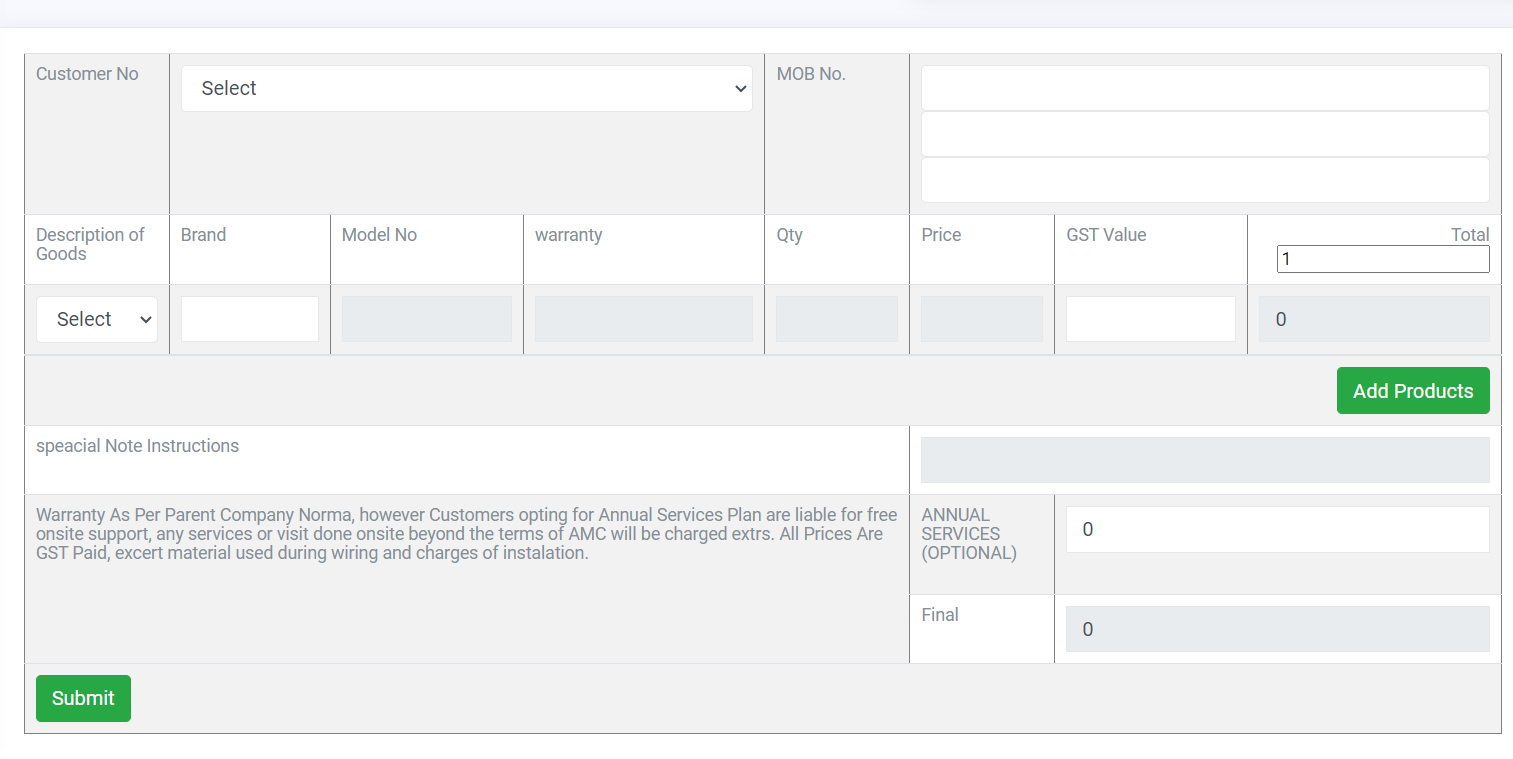 Customer No
Select
MOB No.
Description of
Goods
Brand
Model No
warranty
Qty
Price
GST Value
Total
1
Select
0
Add Products
speacial Note Instructions
Warranty As Per Parent Company Norma, however Customers opting for Annual Services Plan are liable for free
onsite support, any services or visit done onsite beyond the terms of AMC will be charged extrs. All Prices Are
GST Paid, excert material used during wiring and charges of instalation.
ANNUAL
SERVICES
(OPTIONAL)
0
Final
0
Submit